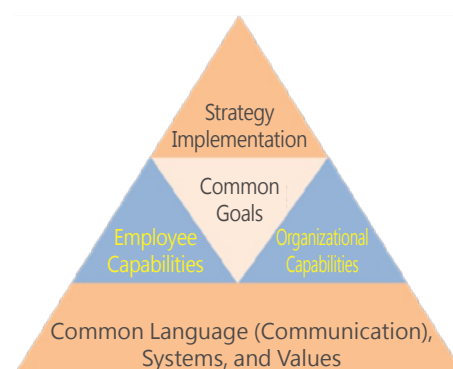 Strategy
Implementation
Common
Goals
Employee
Capabilities
Organizational
Capabilities
Common Language (Communication),
Systems, and Values